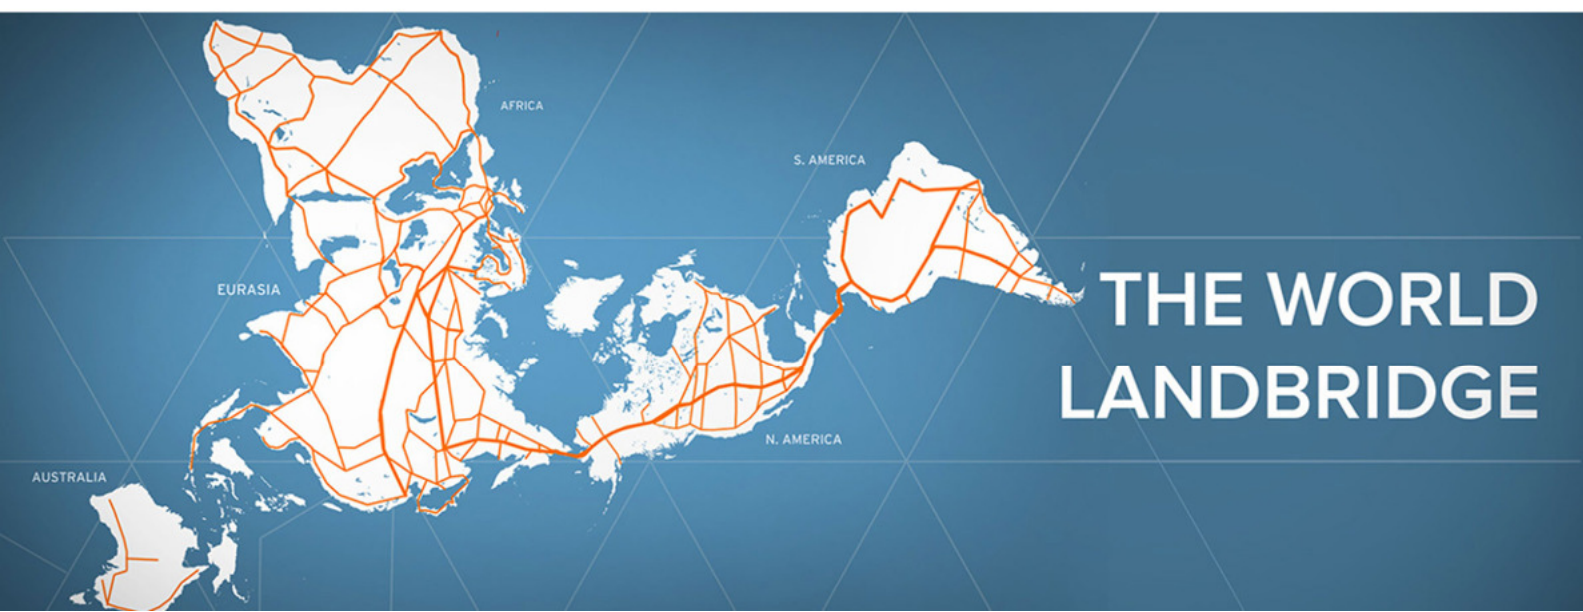 AFRICA
S. AMERICA
EURASIA
THE WORLD
LANDBRIDGE
N. AMERICA
AUSTRALIA